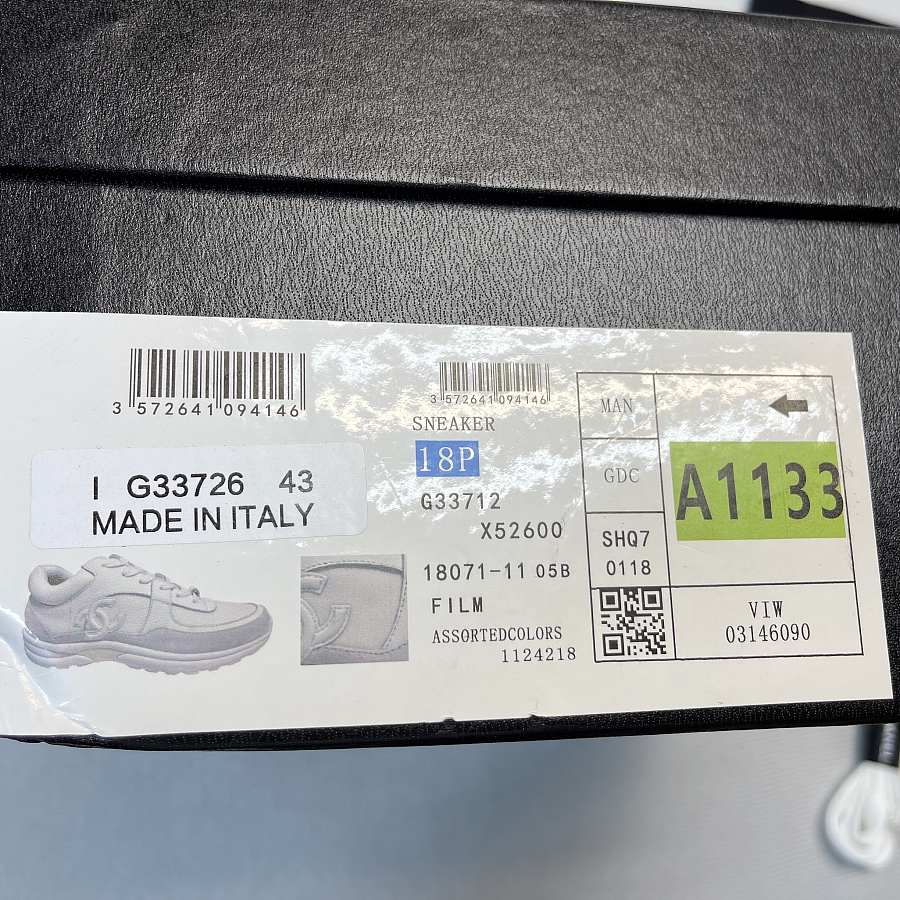 3 572641 094146
I G33726 43
MADE IN ITALY
3 572641 094146
SNEAKER
18P
G33712
X52600
18071-11 05B
FILM
ASSORTEDCOLORS
1124218
MAN
GDC
A1133
SHQ7
0118
VIW
03146090